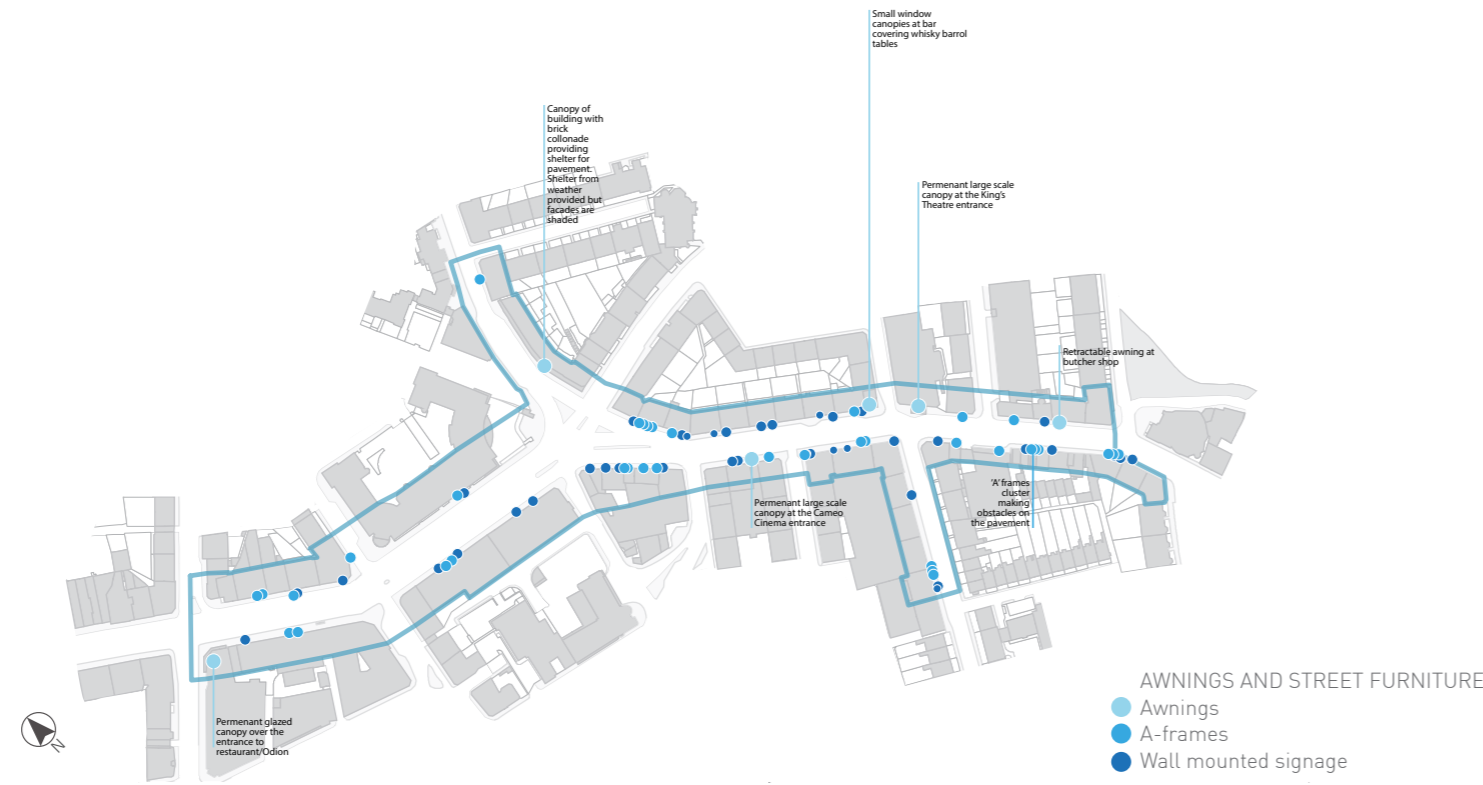 Small window
canopies at bar
covering whisky barrol
tables
Canopy of
building with
brick
collonade
providing
shelter for
pavement.
Shelter from
weather
provided but
facades are
shaded
Permenant large scale
canopy at the King's
Theatre entrance
Retractable awning at
butcher shop
'A' frames
cluster
making
obstacles on
the pavement
Permenant large scale
canopy at the Cameo
Cinema entrance
Permenant glazed
canopy over the
entrance to
restaurant/Odion
N
AWNINGS AND STREET FURNITURE
Awnings
A-frames
Wall mounted signage